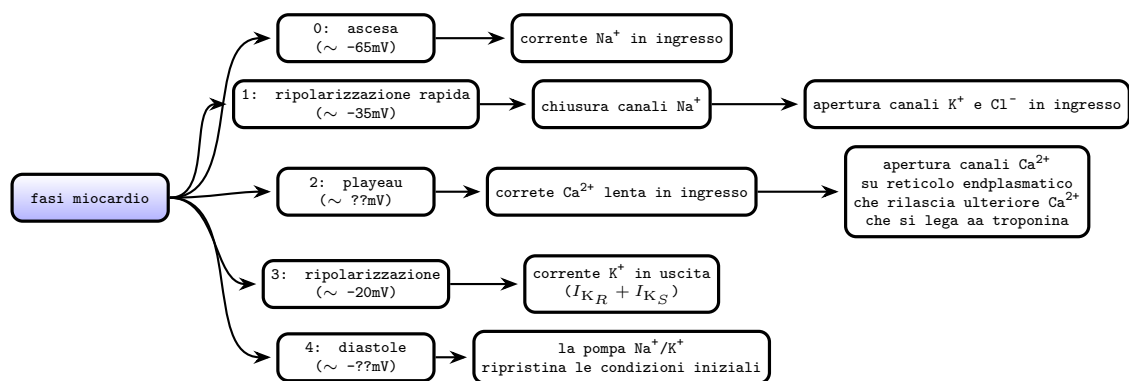 0: ascesa
(∼ -65mV)
corrente Na⁺ in ingresso
1: ripolarizzazione rapida
(∼ -35mV)
chiusura canali Na⁺
apertura canali K⁺ e Cl⁻ in ingresso
fasi miocardio
2: playeau
(∼ ??mV)
correte Ca²⁺ lenta in ingresso
apertura canali Ca²⁺
su reticolo endplasmatico
che rilascia ulteriore Ca²⁺
che si lega aa troponina
3: ripolarizzazione
(∼ -20mV)
corrente K⁺ in uscita
(I_{K_R} + I_{K_S})
4: diastole
(∼ -??mV)
la pompa Na⁺/K⁺
ripristina le condizioni iniziali